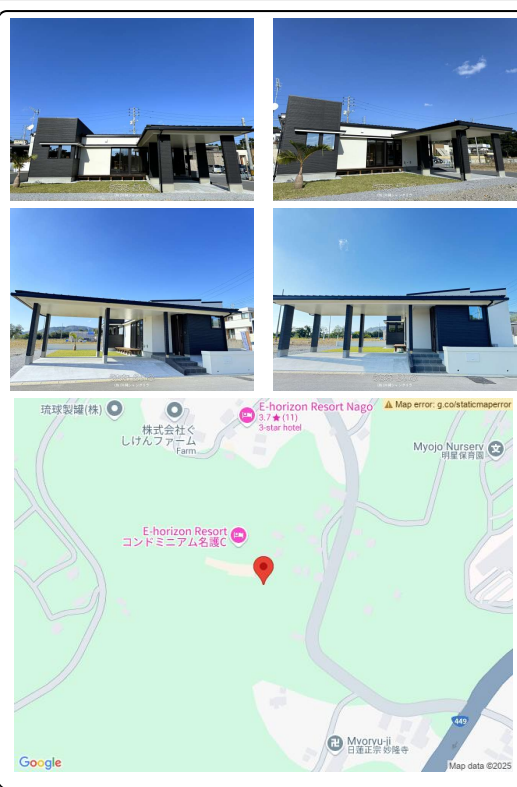 琉球製罐(株)
株式会社ぐ
しけんファーム
Farm
E-horizon Resort Nago
3.7★(11)
3-star hotel
Map error: g.co/staticmaperror
Myojo Nursery
明星保育園
E-horizon Resort
コンドミニアム名護C
449
Myoryu-ji
日蓮正宗 妙隆寺
Google
Map data ©2025